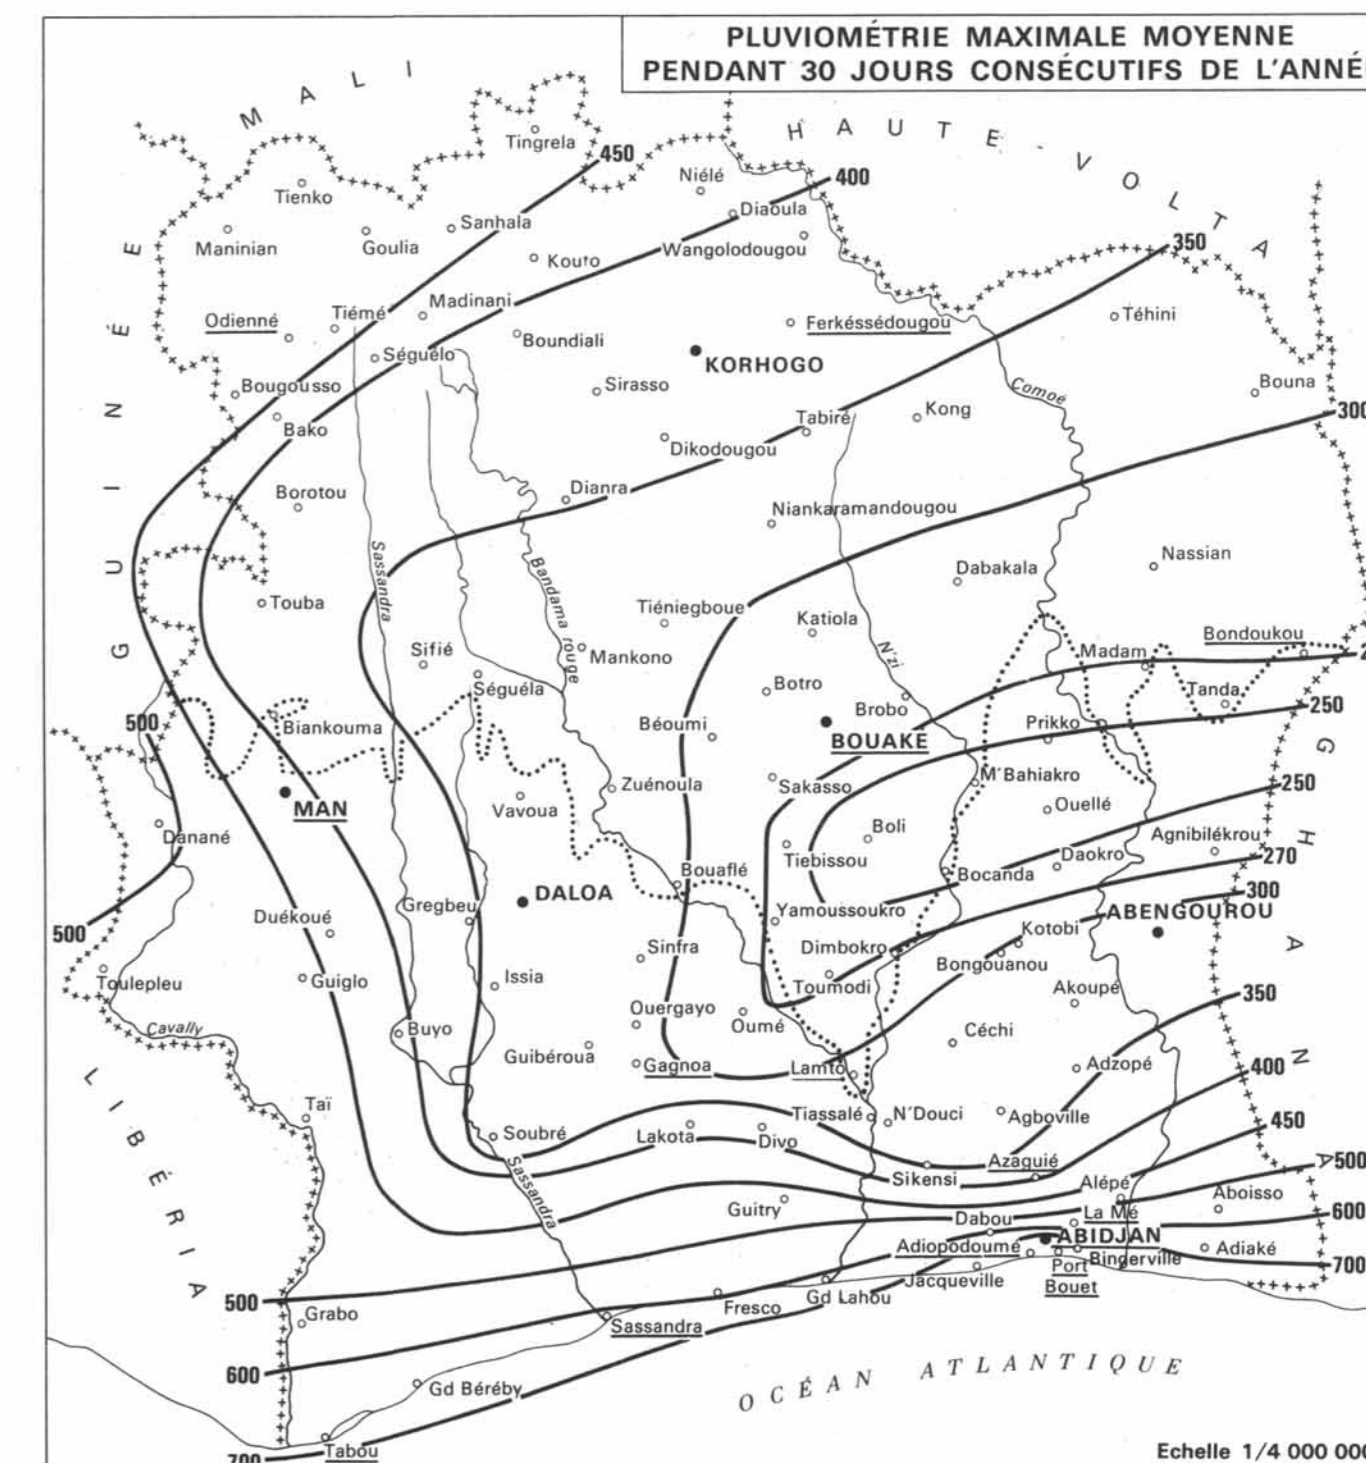 PLUVIOMÉTRIE MAXIMALE MOYENNE
PENDANT 30 JOURS CONSÉCUTIFS DE L'ANNÉ
MALI
HAUTE-VOLTA
GUINÉE
LIBÉRIA
GHANA
Tingrela
450
Niélé
400
Tienko
Diaoula
Sanhala
Maninian
Goulia
Wangolodougou
350
Kouto
Madinani
Tiémé
Odienné
Ferkéssédougou
Téhini
Boundiali
Séguélo
KORHOGO
Bougousso
Sirasso
Comoé
Bouna
Bako
Tabiré
Kong
300
Dikodougou
Borotou
Dianra
Niankaramandougou
Sassandra
Bandama rouge
Nassian
Dabakala
Touba
Tiéniegboue
Katiola
Sifié
Mankono
N'zi
Madam
Bondoukou
Séguéla
Botro
Tanda
500
Biankouma
Béoumi
Brobo
Prikko
250
BOUAKE
Zuénoula
Sakasso
M'Bahiakro
250
MAN
Vavoua
Ouellé
Danané
Boli
Agnibilékrou
Tiebissou
Daokro
270
Bouaflé
Bocanda
300
DALOA
Gregbeu
Yamoussoukro
ABENGOUROU
Duékoué
Kotobi
500
Sinfra
Dimbokro
Bongouanou
Toulepleu
Guiglo
Issia
Toumodi
Akoupé
350
Ouergayo
Oumé
Cavally
Buyo
Céchi
Guibéroua
Gagnoa
Lamto
Adzopé
400
Taï
Tiassalé
N'Douci
Agboville
450
Soubré
Lakota
Divo
Azaguié
500
Sassandra
Sikensi
Alépé
Aboisso
Guitry
Dabou
La Mé
600
ABIDJAN
Adiopodoumé
Bingerville
Adiaké
Port
Bouet
700
Jacqueville
Gd Lahou
500
Grabo
Fresco
Sassandra
600
Gd Béréby
OCÉAN ATLANTIQUE
Tabou
700
Echelle 1/4 000 000